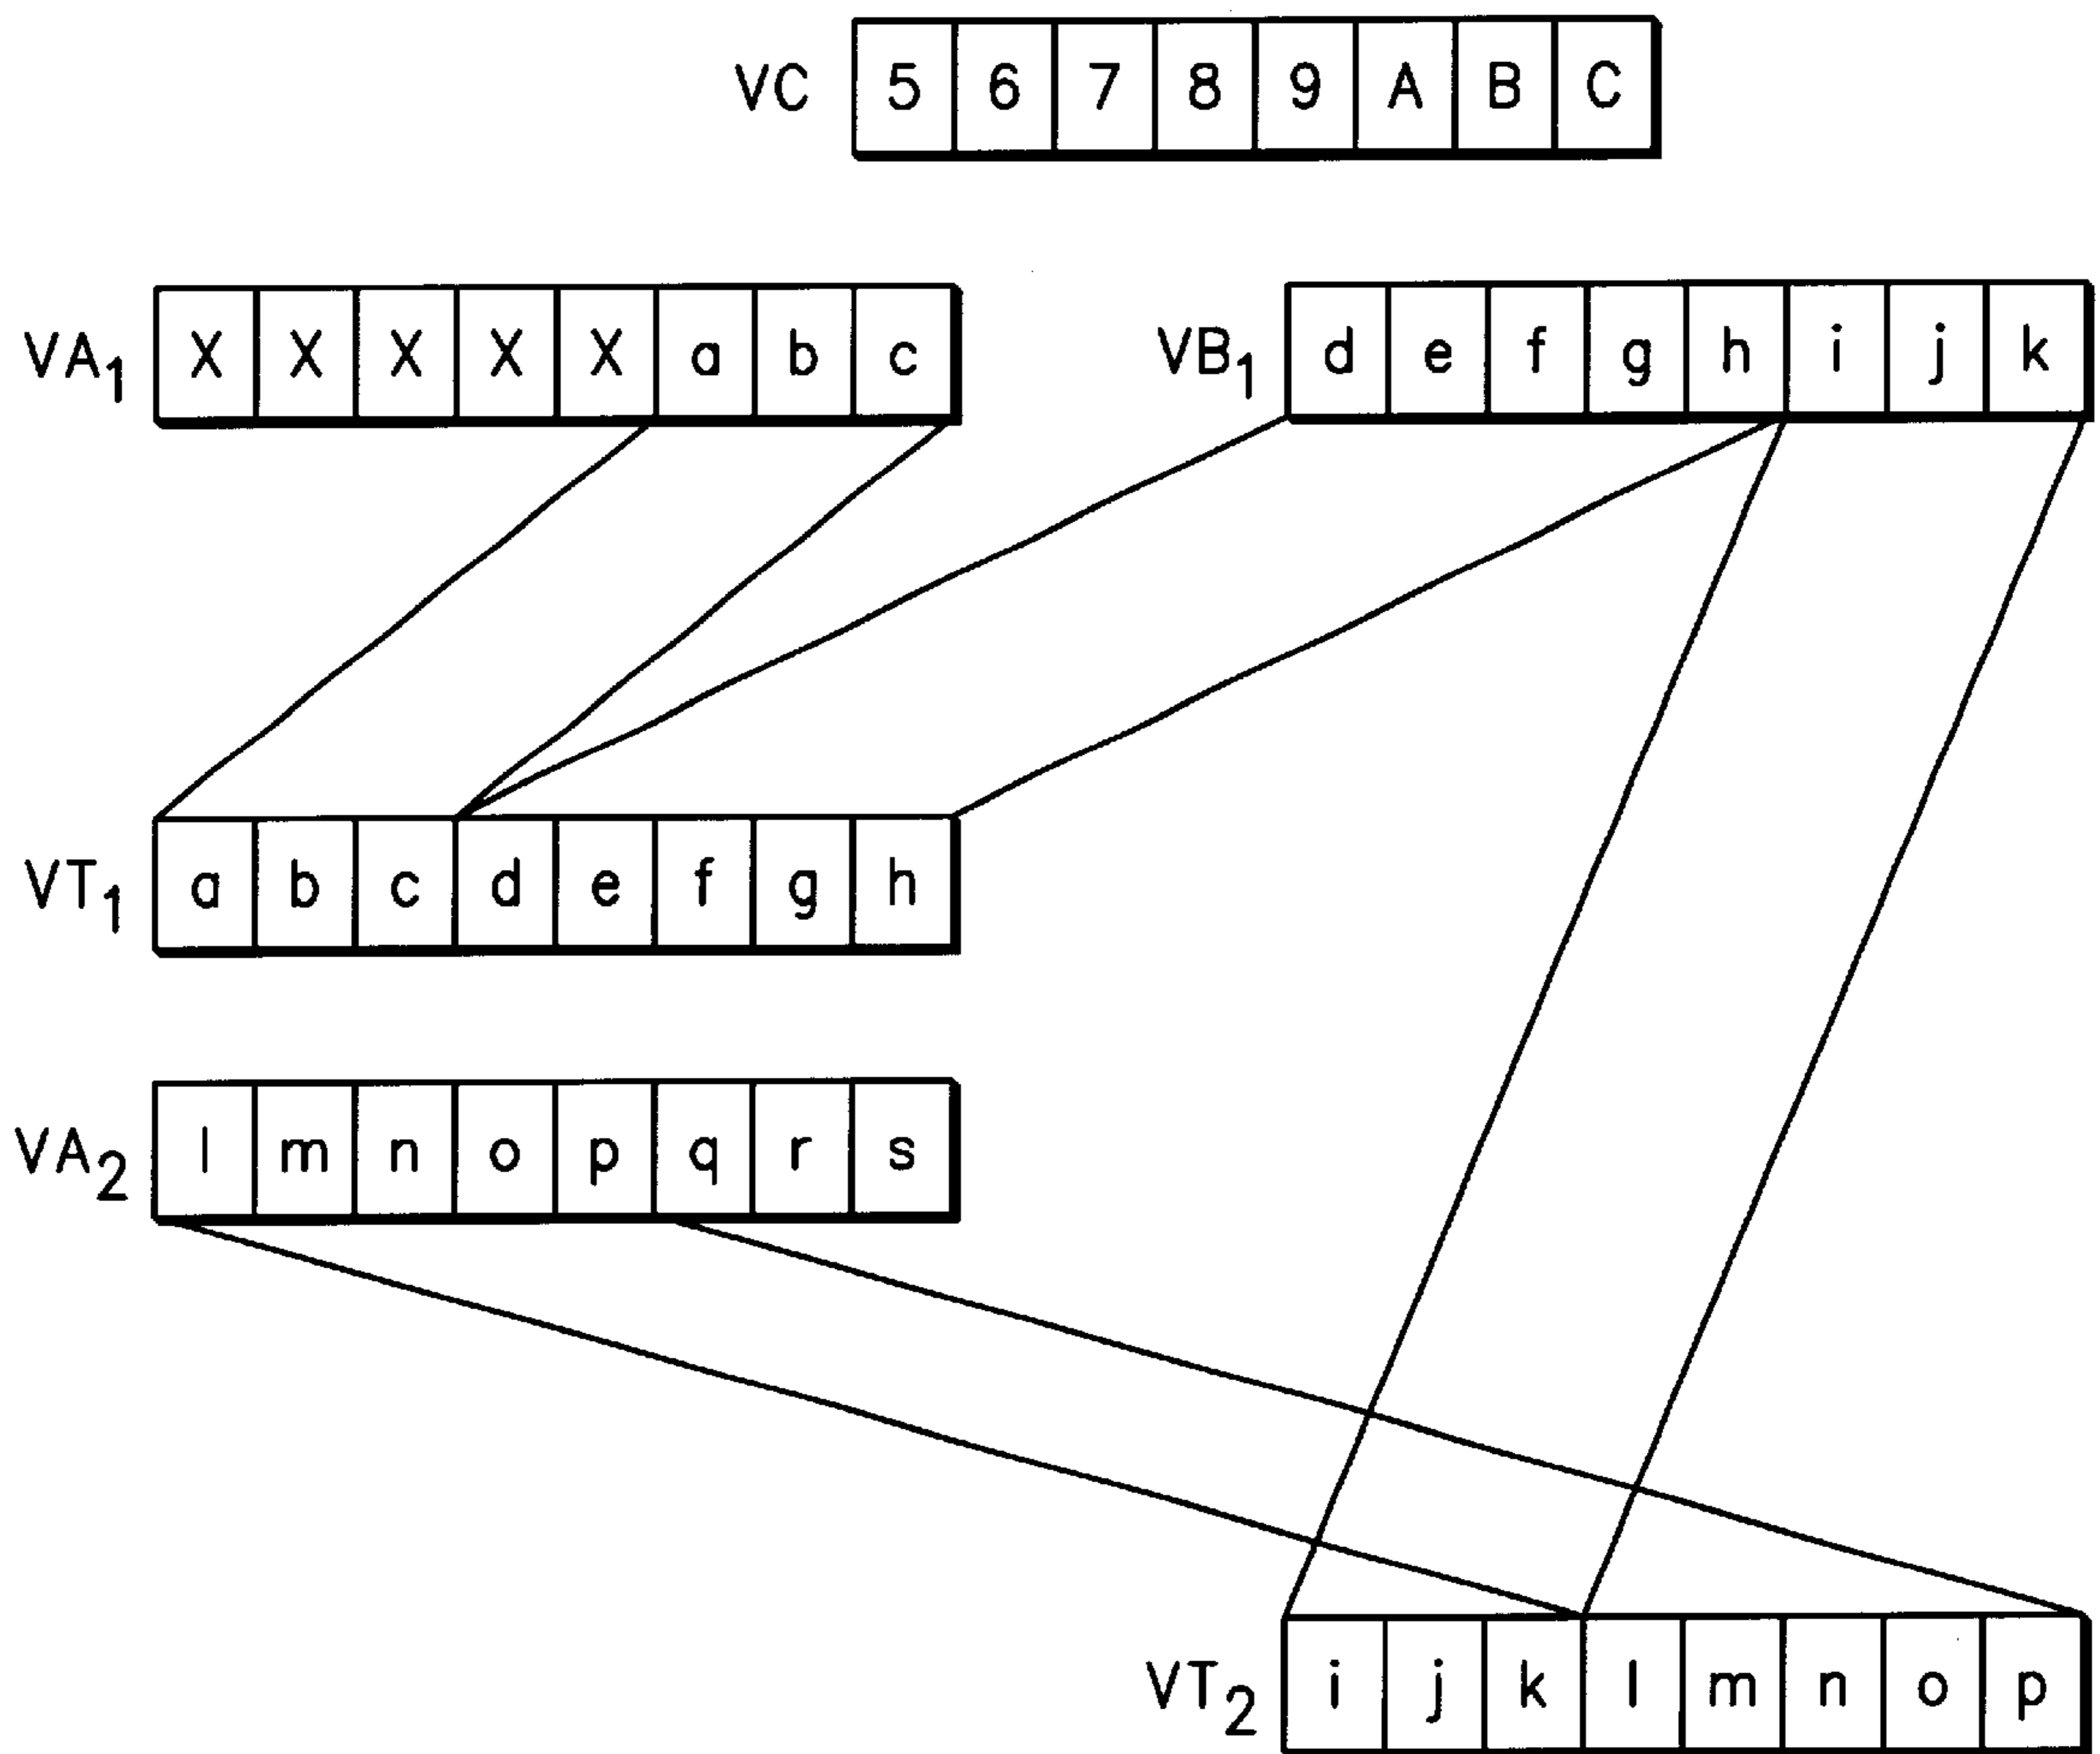 VC 5 6 7 8 9 A B C
VA1 X X X X X a b c VB1 d e f g h i j k
VT1 a b c d e f g h
VA2 l m n o p q r s
VT2 i j k l m n o p